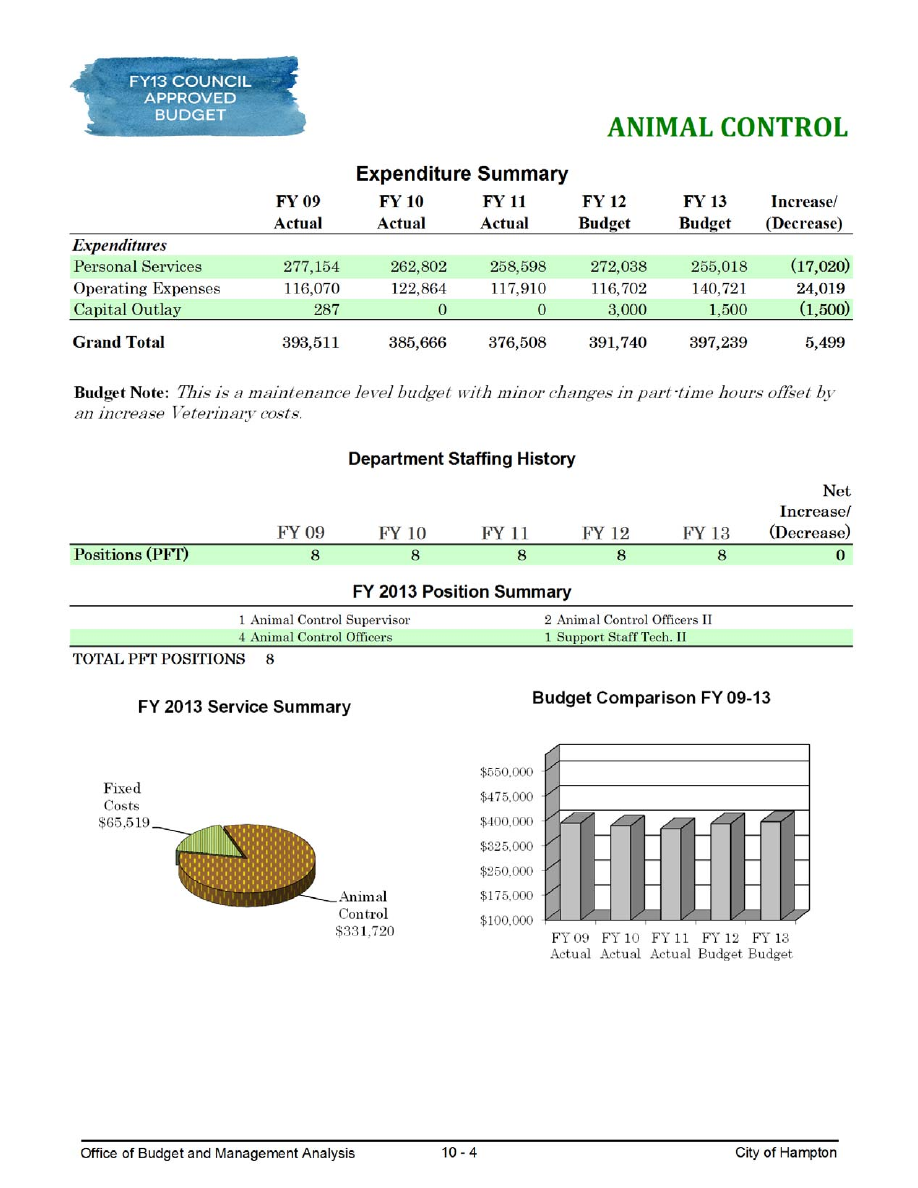 FY13 COUNCIL
APPROVED
BUDGET
ANIMAL CONTROL
Expenditure Summary
FY 09 FY 10 FY 11 FY 12 FY 13 Increase/
Actual Actual Actual Budget Budget (Decrease)
Expenditures
Personal Services 277,154 262,802 258,598 272,038 255,018 (17,020)
Operating Expenses 116,070 122,864 117,910 116,702 140,721 24,019
Capital Outlay 287 0 0 3,000 1,500 (1,500)
Grand Total 393,511 385,666 376,508 391,740 397,239 5,499
Budget Note: This is a maintenance level budget with minor changes in part-time hours offset by
an increase Veterinary costs.
Department Staffing History
Net
Increase/
FY 09 FY 10 FY 11 FY 12 FY 13 (Decrease)
Positions (PFT) 8 8 8 8 8 0
FY 2013 Position Summary
1 Animal Control Supervisor 2 Animal Control Officers II
4 Animal Control Officers 1 Support Staff Tech. II
TOTAL PFT POSITIONS 8
FY 2013 Service Summary
Fixed
Costs
$65,519
Animal
Control
$331,720
Budget Comparison FY 09-13
$550,000
$475,000
$400,000
$325,000
$250,000
$175,000
$100,000
FY 09 FY 10 FY 11 FY 12 FY 13
Actual Actual Actual Budget Budget
Office of Budget and Management Analysis 10 - 4 City of Hampton